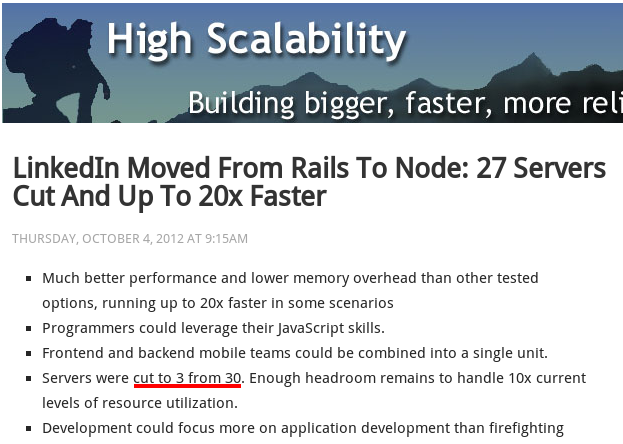 High Scalability
Building bigger, faster, more reli
LinkedIn Moved From Rails To Node: 27 Servers
Cut And Up To 20x Faster
THURSDAY, OCTOBER 4, 2012 AT 9:15AM
Much better performance and lower memory overhead than other tested
options, running up to 20x faster in some scenarios
Programmers could leverage their JavaScript skills.
Frontend and backend mobile teams could be combined into a single unit.
Servers were cut to 3 from 30. Enough headroom remains to handle 10x current
levels of resource utilization.
Development could focus more on application development than firefighting